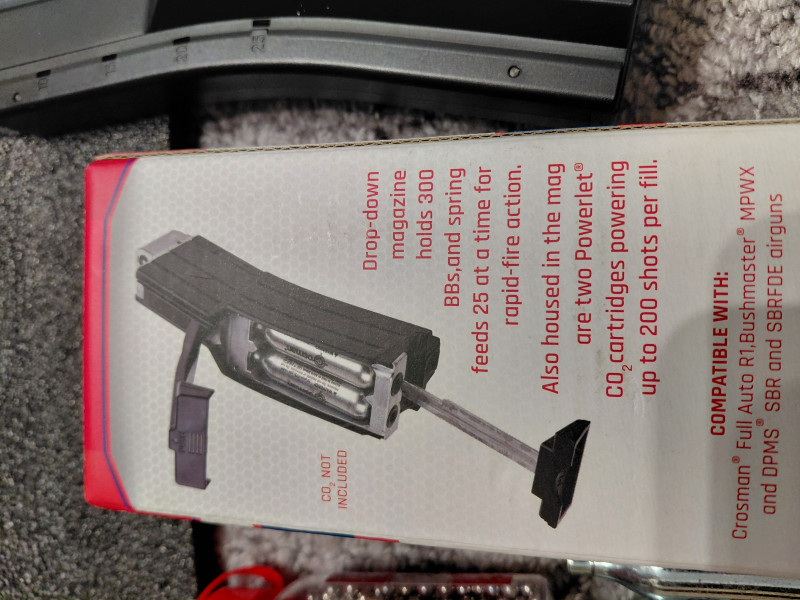 Drop-down
magazine
holds 300
BBs,and spring
feeds 25 at a time for
rapid-fire action.
Also housed in the mag
are two Powerlet®
CO2 cartridges powering
up to 200 shots per fill.
CO2 NOT
INCLUDED
COMPATIBLE WITH:
Crosman® Full Auto R1,Bushmaster® MPWX
and DPMS® SBR and SBRFDE airguns
Crosman